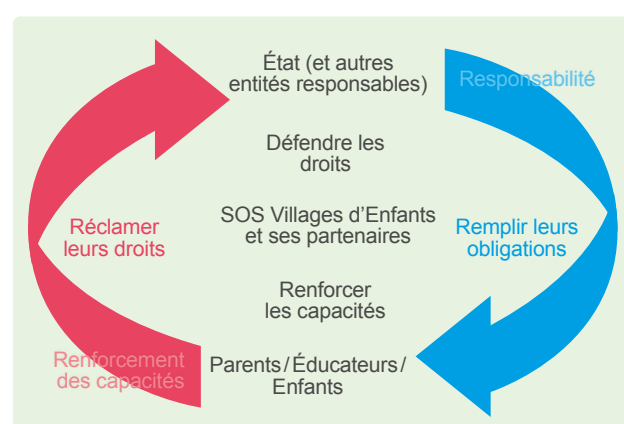 État (et autres
entités responsables)
Responsabilité
Défendre les
droits
SOS Villages d’Enfants
et ses partenaires
Réclamer
leurs droits
Remplir leurs
obligations
Renforcer
les capacités
Renforcement
des capacités
Parents/Éducateurs/
Enfants